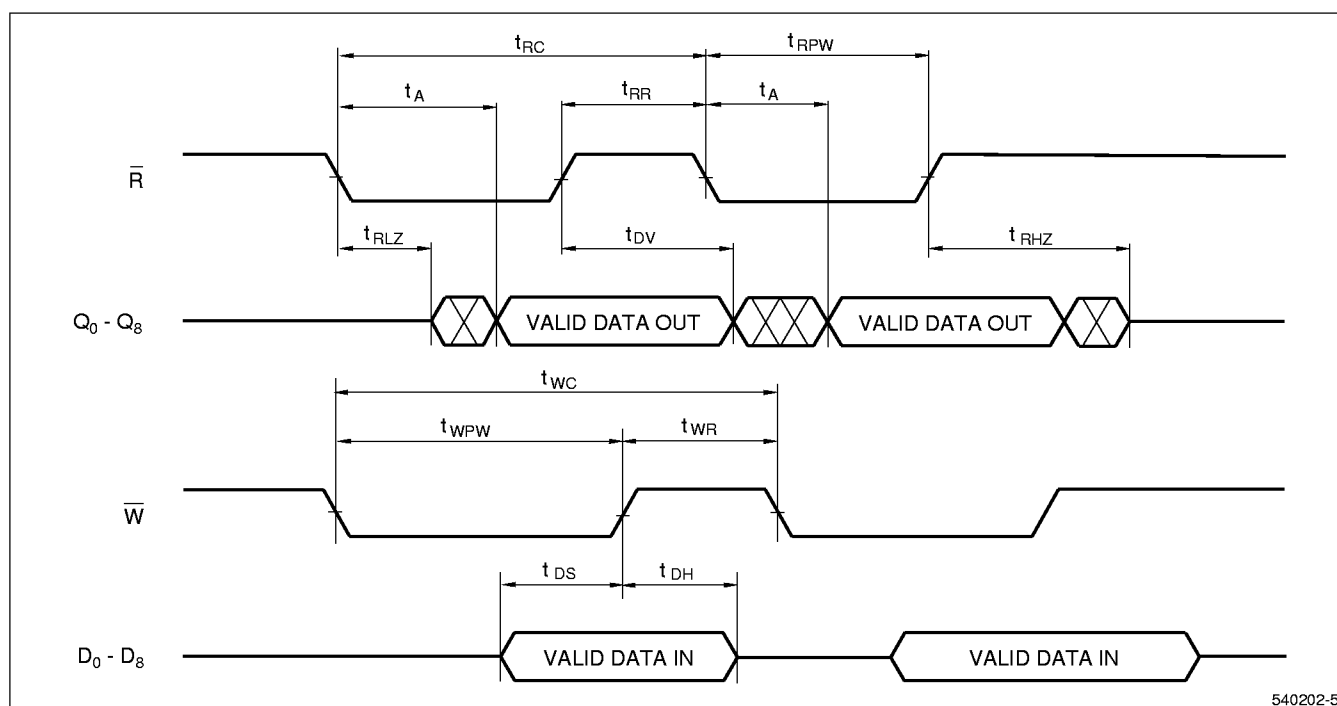 tRC
tRPW
tA
tRR
tA
R̅
tRLZ
tDV
tRHZ
Q0 - Q8
VALID DATA OUT
VALID DATA OUT
tWC
tWPW
tWR
W̅
tDS
tDH
D0 - D8
VALID DATA IN
VALID DATA IN
540202-5